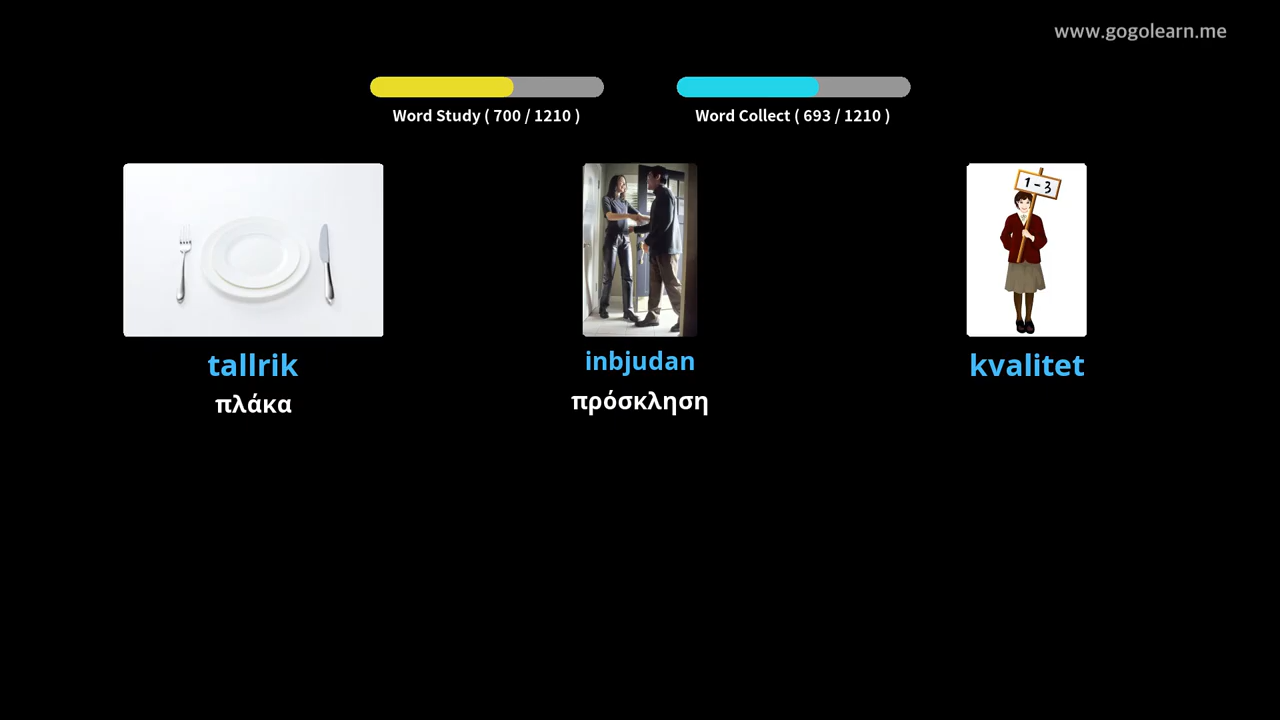 www.gogolearn.me
Word Study ( 700 / 1210 )
Word Collect ( 693 / 1210 )
1 - 3
tallrik
inbjudan
kvalitet
πλάκα
πρόσκληση